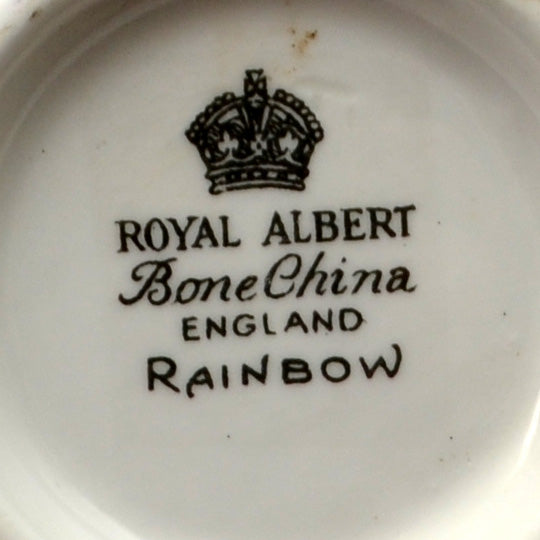 ROYAL ALBERT
Bone China
ENGLAND
RAINBOW